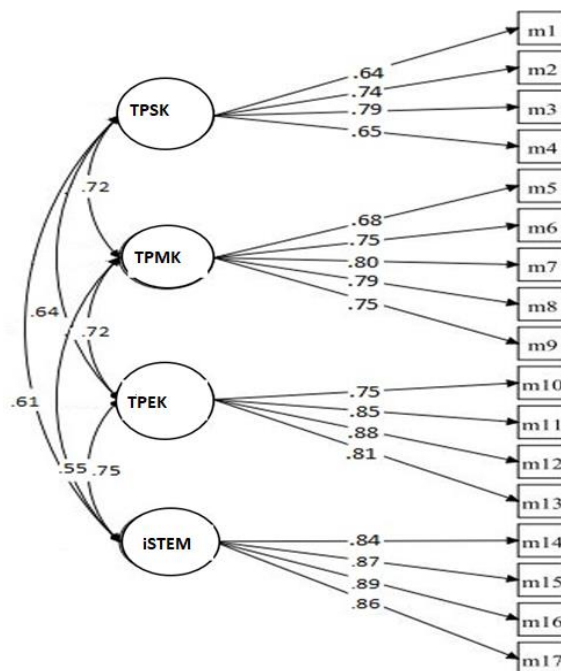 m1
.64
m2
.74
TPSK
.79
m3
.65
m4
.72
m5
.68
m6
.75
TPMK
.80
m7
.79
m8
.75
m9
.64
.72
m10
.75
TPEK
.85
m11
.88
m12
.81
m13
.61
.55
.75
m14
.84
iSTEM
.87
m15
.89
m16
.86
m17